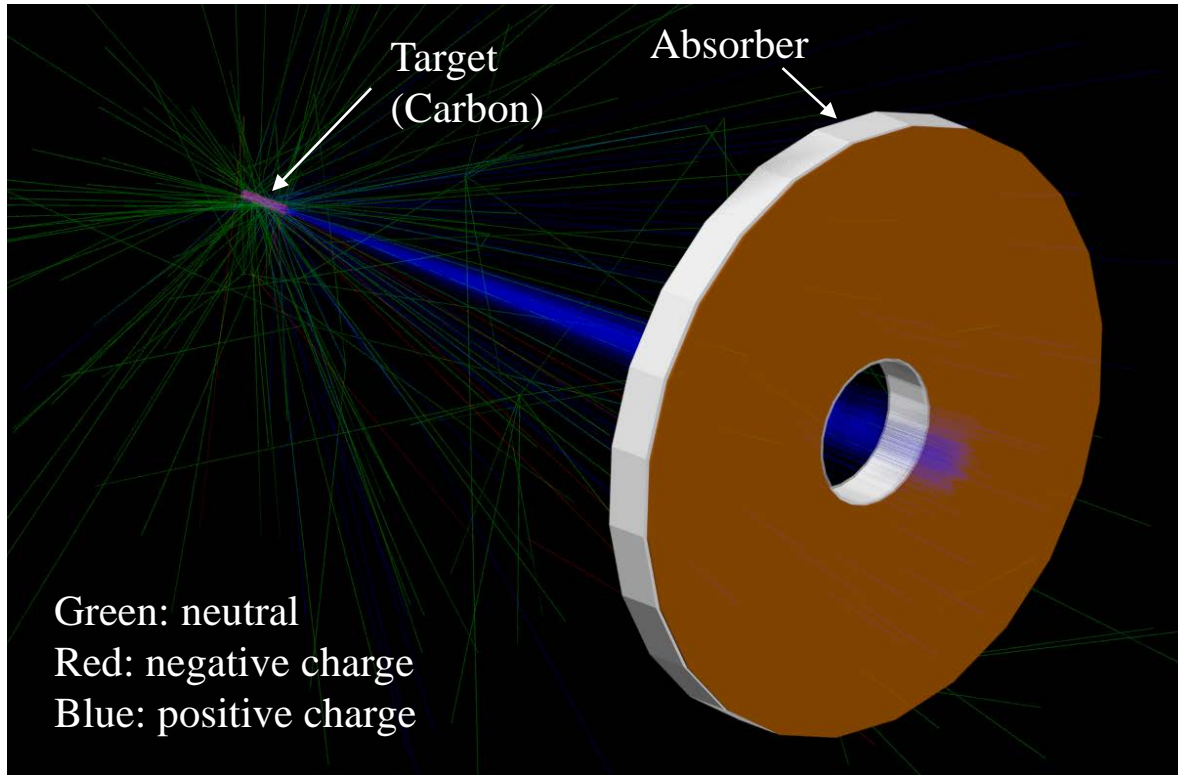 Target
(Carbon)
Absorber
Green: neutral
Red: negative charge
Blue: positive charge